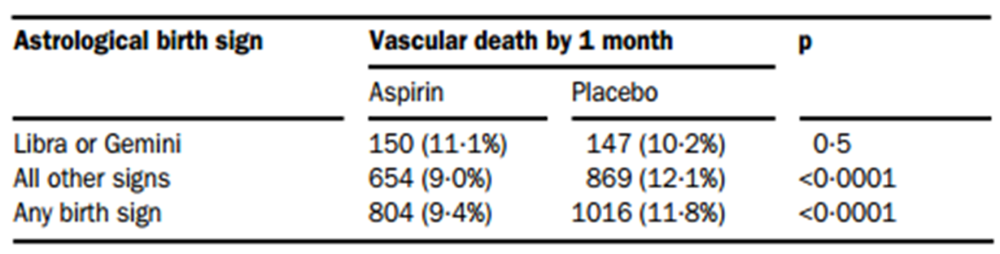 Astrological birth sign Vascular death by 1 month p
Aspirin Placebo
Libra or Gemini 150 (11·1%) 147 (10·2%) 0·5
All other signs 654 (9·0%) 869 (12·1%) <0·0001
Any birth sign 804 (9·4%) 1016 (11·8%) <0·0001